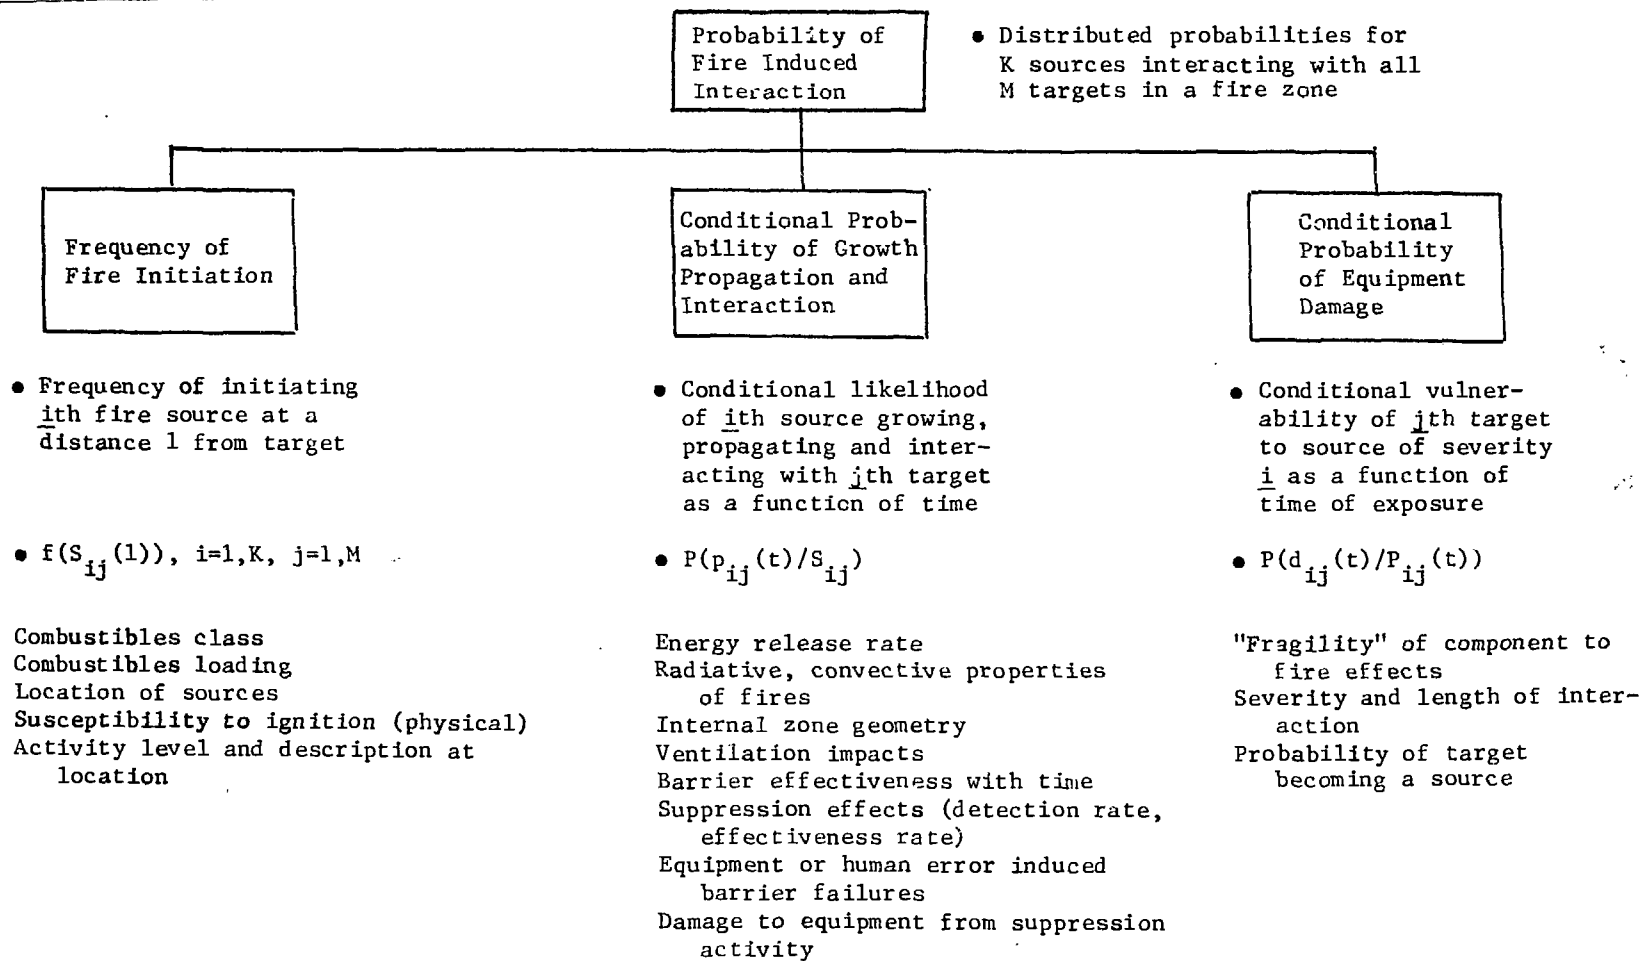 Probability of
Fire Induced
Interaction
● Distributed probabilities for
K sources interacting with all
M targets in a fire zone
Frequency of
Fire Initiation
Conditional Prob-
ability of Growth
Propagation and
Interaction
Conditional
Probability
of Equipment
Damage
● Frequency of initiating
ith fire source at a
distance l from target
● f(S_ij(l)), i=1,K, j=1,M
Combustibles class
Combustibles loading
Location of sources
Susceptibility to ignition (physical)
Activity level and description at
location
● Conditional likelihood
of ith source growing,
propagating and inter-
acting with jth target
as a function of time
● P(p_ij(t)/S_ij)
Energy release rate
Radiative, convective properties
of fires
Internal zone geometry
Ventilation impacts
Barrier effectiveness with time
Suppression effects (detection rate,
effectiveness rate)
Equipment or human error induced
barrier failures
Damage to equipment from suppression
activity
● Conditional vulner-
ability of jth target
to source of severity
i as a function of
time of exposure
● P(d_ij(t)/P_ij(t))
"Fragility" of component to
fire effects
Severity and length of inter-
action
Probability of target
becoming a source